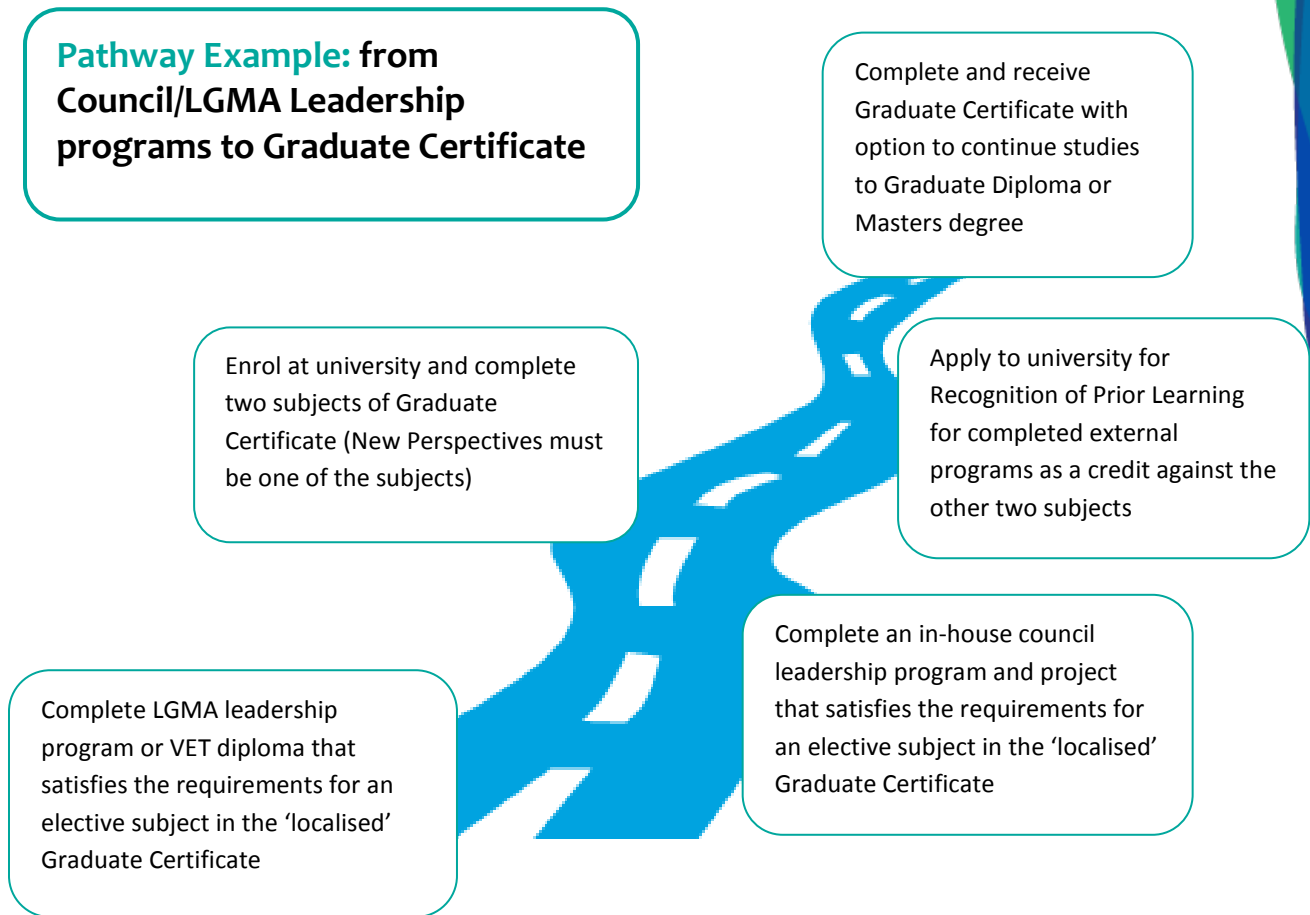 Pathway Example: from
Council/LGMA Leadership
programs to Graduate Certificate
Complete and receive
Graduate Certificate with
option to continue studies
to Graduate Diploma or
Masters degree
Enrol at university and complete
two subjects of Graduate
Certificate (New Perspectives must
be one of the subjects)
Apply to university for
Recognition of Prior Learning
for completed external
programs as a credit against the
other two subjects
Complete an in-house council
leadership program and project
that satisfies the requirements for
an elective subject in the ‘localised’
Graduate Certificate
Complete LGMA leadership
program or VET diploma that
satisfies the requirements for an
elective subject in the ‘localised’
Graduate Certificate